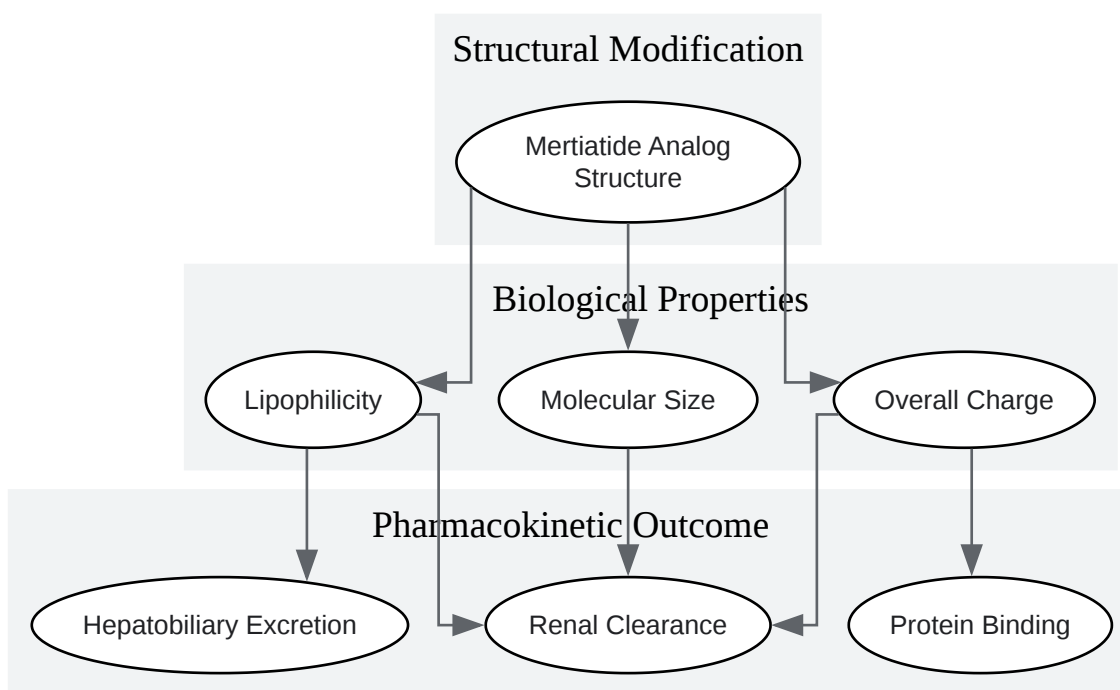 Structural Modification
Mertiatide Analog
Structure
Biological Properties
Lipophilicity
Molecular Size
Overall Charge
Pharmacokinetic Outcome
Hepatobiliary Excretion
Renal Clearance
Protein Binding